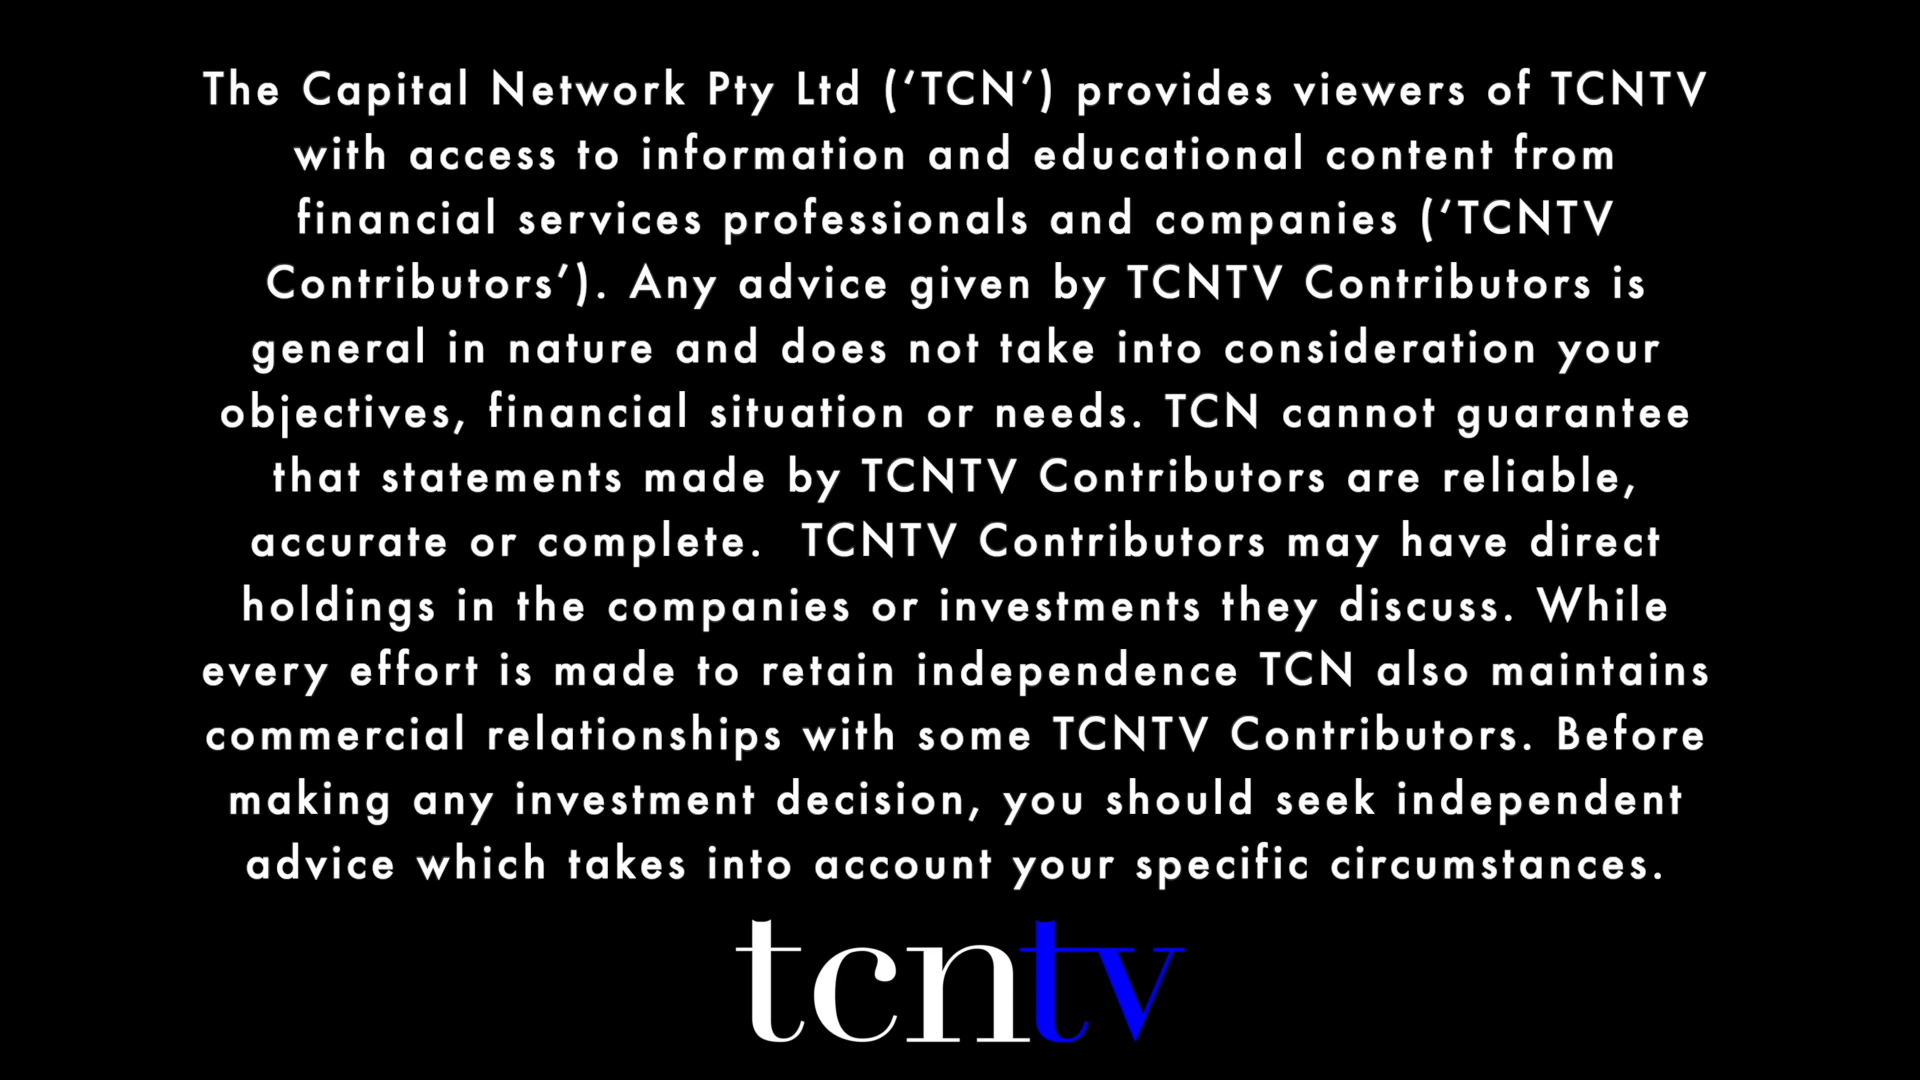 The Capital Network Pty Ltd (‘TCN’) provides viewers of TCNTV
with access to information and educational content from
financial services professionals and companies (‘TCNTV
Contributors’). Any advice given by TCNTV Contributors is
general in nature and does not take into consideration your
objectives, financial situation or needs. TCN cannot guarantee
that statements made by TCNTV Contributors are reliable,
accurate or complete.  TCNTV Contributors may have direct
holdings in the companies or investments they discuss. While
every effort is made to retain independence TCN also maintains
commercial relationships with some TCNTV Contributors. Before
making any investment decision, you should seek independent
advice which takes into account your specific circumstances.
tcntv